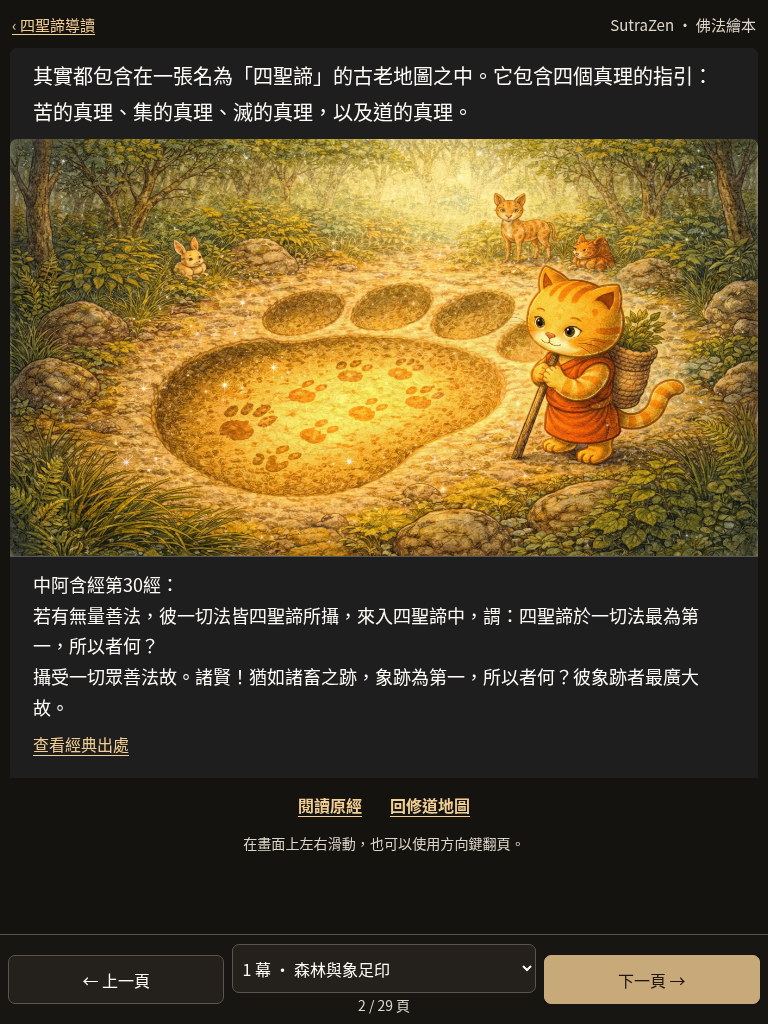 ‹ 四聖諦導讀
SutraZen ・ 佛法繪本
其實都包含在一張名為「四聖諦」的古老地圖之中。它包含四個真理的指引：
苦的真理、集的真理、滅的真理，以及道的真理。
中阿含經第30經：
若有無量善法，彼一切法皆四聖諦所攝，來入四聖諦中，謂：四聖諦於一切法最為第
一，所以者何？
攝受一切眾善法故。諸賢！猶如諸畜之跡，象跡為第一，所以者何？彼象跡者最廣大
故。
查看經典出處
閱讀原經 回修道地圖
在畫面上左右滑動，也可以使用方向鍵翻頁。
← 上一頁
1 幕 ・ 森林與象足印
下一頁 →
2 / 29 頁